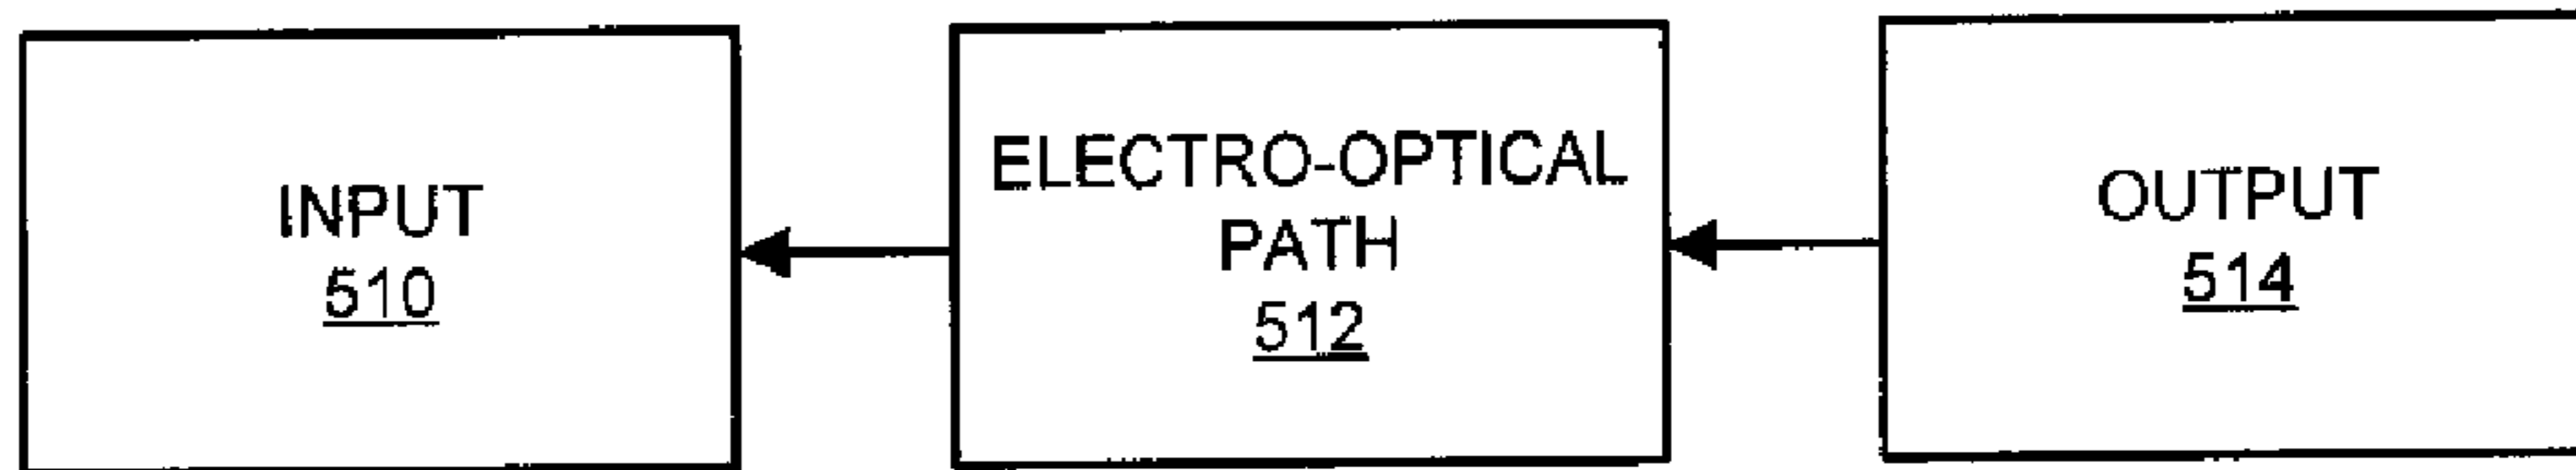 INPUT
510
ELECTRO-OPTICAL
PATH
512
OUTPUT
514